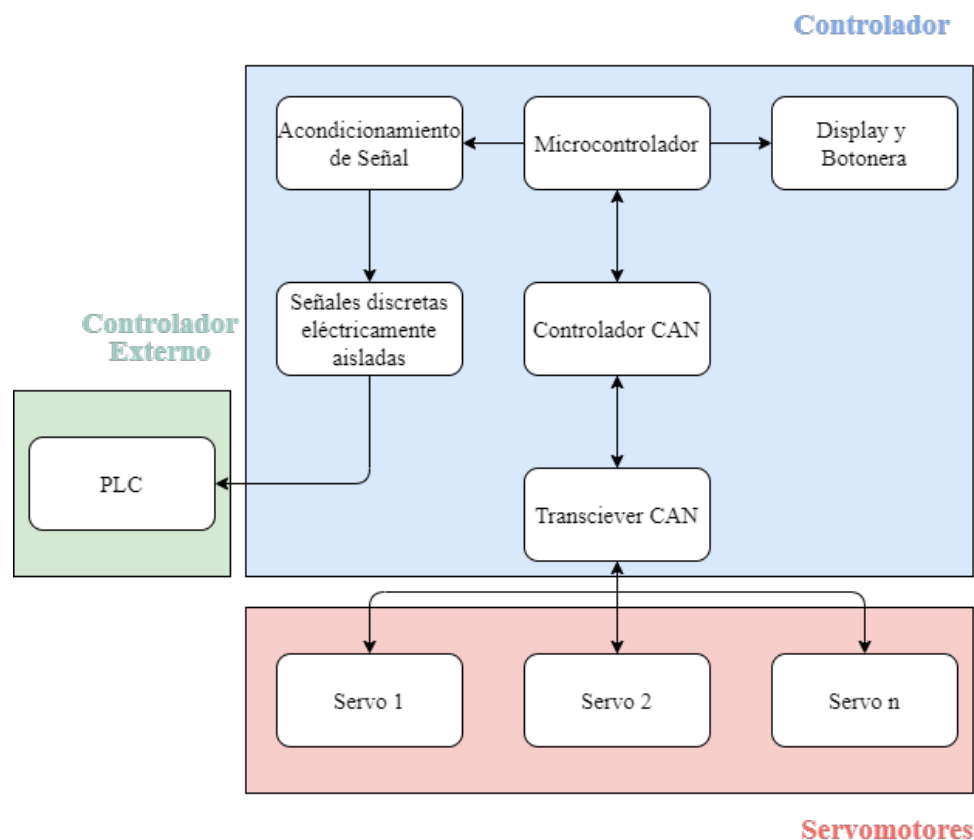 Controlador
Acondicionamiento
de Señal
Microcontrolador
Display y
Botonera
Señales discretas
eléctricamente
aisladas
Controlador CAN
Controlador
Externo
PLC
Transciever CAN
Servo 1
Servo 2
Servo n
Servomotores